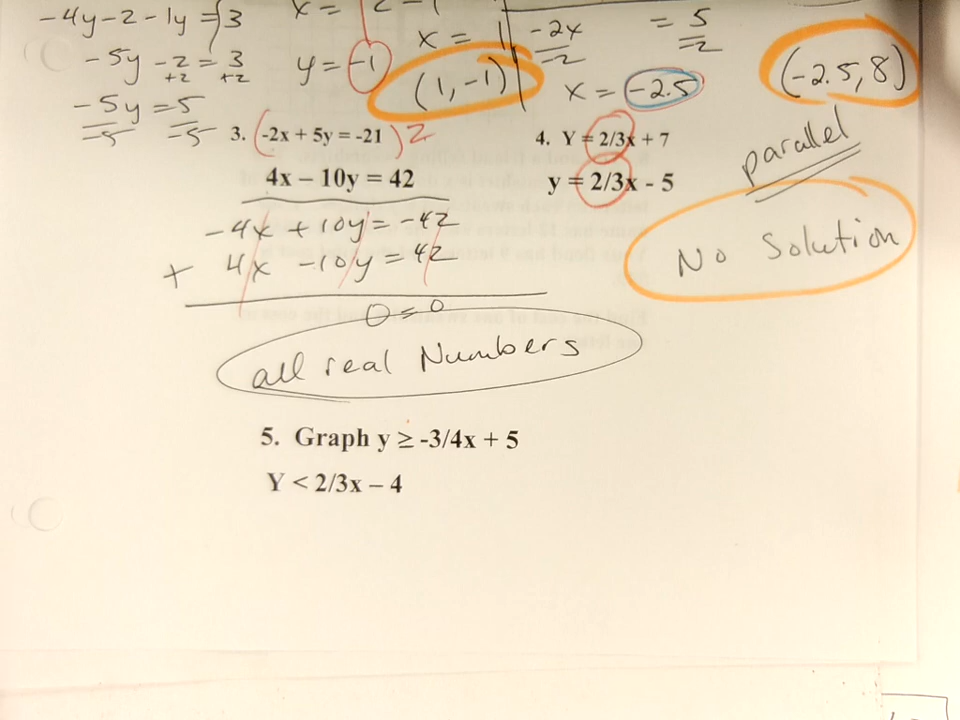 -4y-2-1y = 3
-5y -2 = 3
+2 +2
-5y = 5
-5 -5
y = -1
x = 1
(1, -1)
-2x = 5
-2 -2
x = -2.5
(-2.5, 8)
3. (-2x + 5y = -21 )2
4x – 10y = 42
-4x + 10y = -42
+ 4x -10y = 42
0 = 0
all real Numbers
4. Y = 2/3x + 7
y = 2/3x - 5
parallel
No Solution
5. Graph y ≥ -3/4x + 5
Y < 2/3x – 4